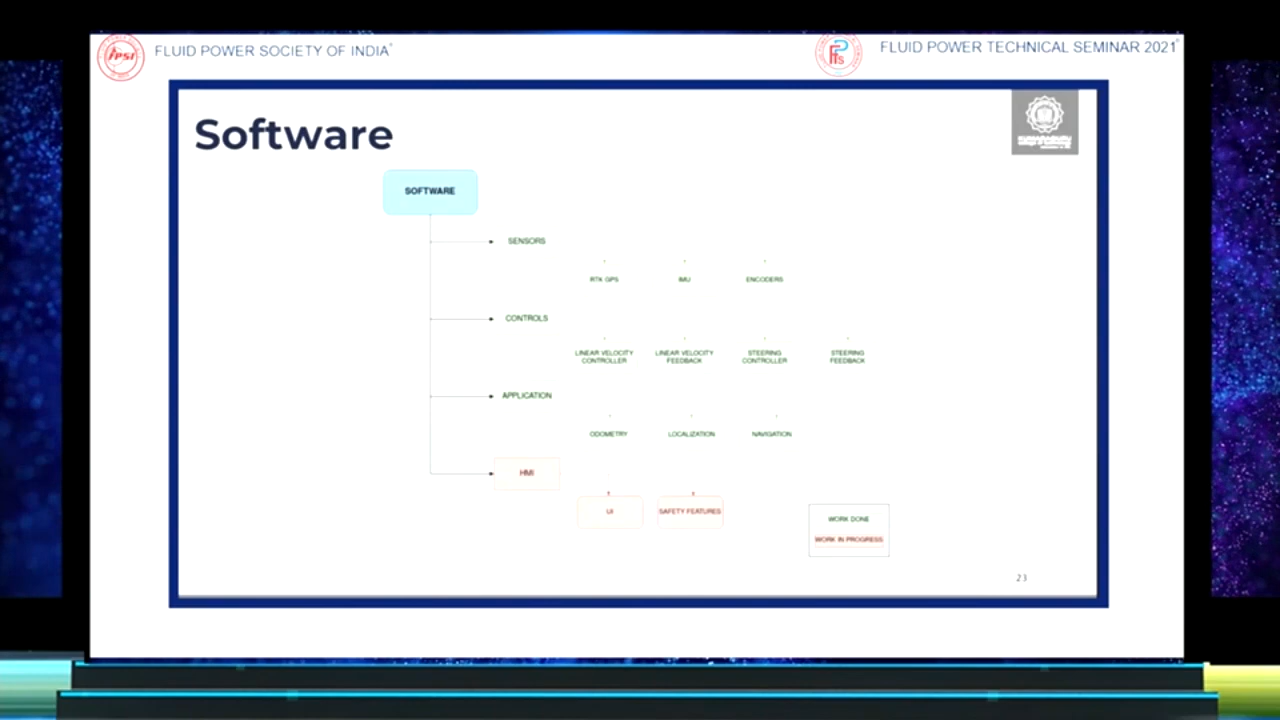 FLUID POWER SOCIETY OF INDIA
FLUID POWER TECHNICAL SEMINAR 2021
Software
SOFTWARE
SENSORS
RTK GPS
IMU
ENCODERS
CONTROLS
LINEAR VELOCITY
CONTROLLER
LINEAR VELOCITY
FEEDBACK
STEERING
CONTROLLER
STEERING
FEEDBACK
APPLICATION
ODOMETRY
LOCALIZATION
NAVIGATION
HMI
UI
SAFETY FEATURES
WORK DONE
WORK IN PROGRESS
23